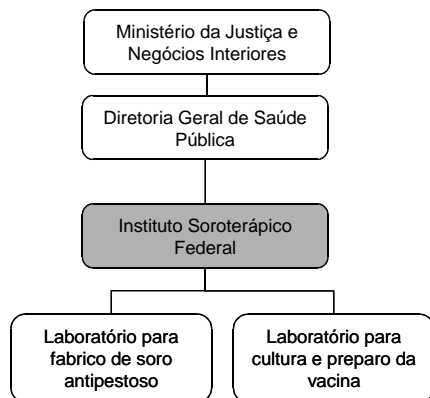 Ministério da Justiça e
Negócios Interiores
Diretoria Geral de Saúde
Pública
Instituto Soroterápico
Federal
Laboratório para
fabrico de soro
antipestoso
Laboratório para
cultura e preparo da
vacina